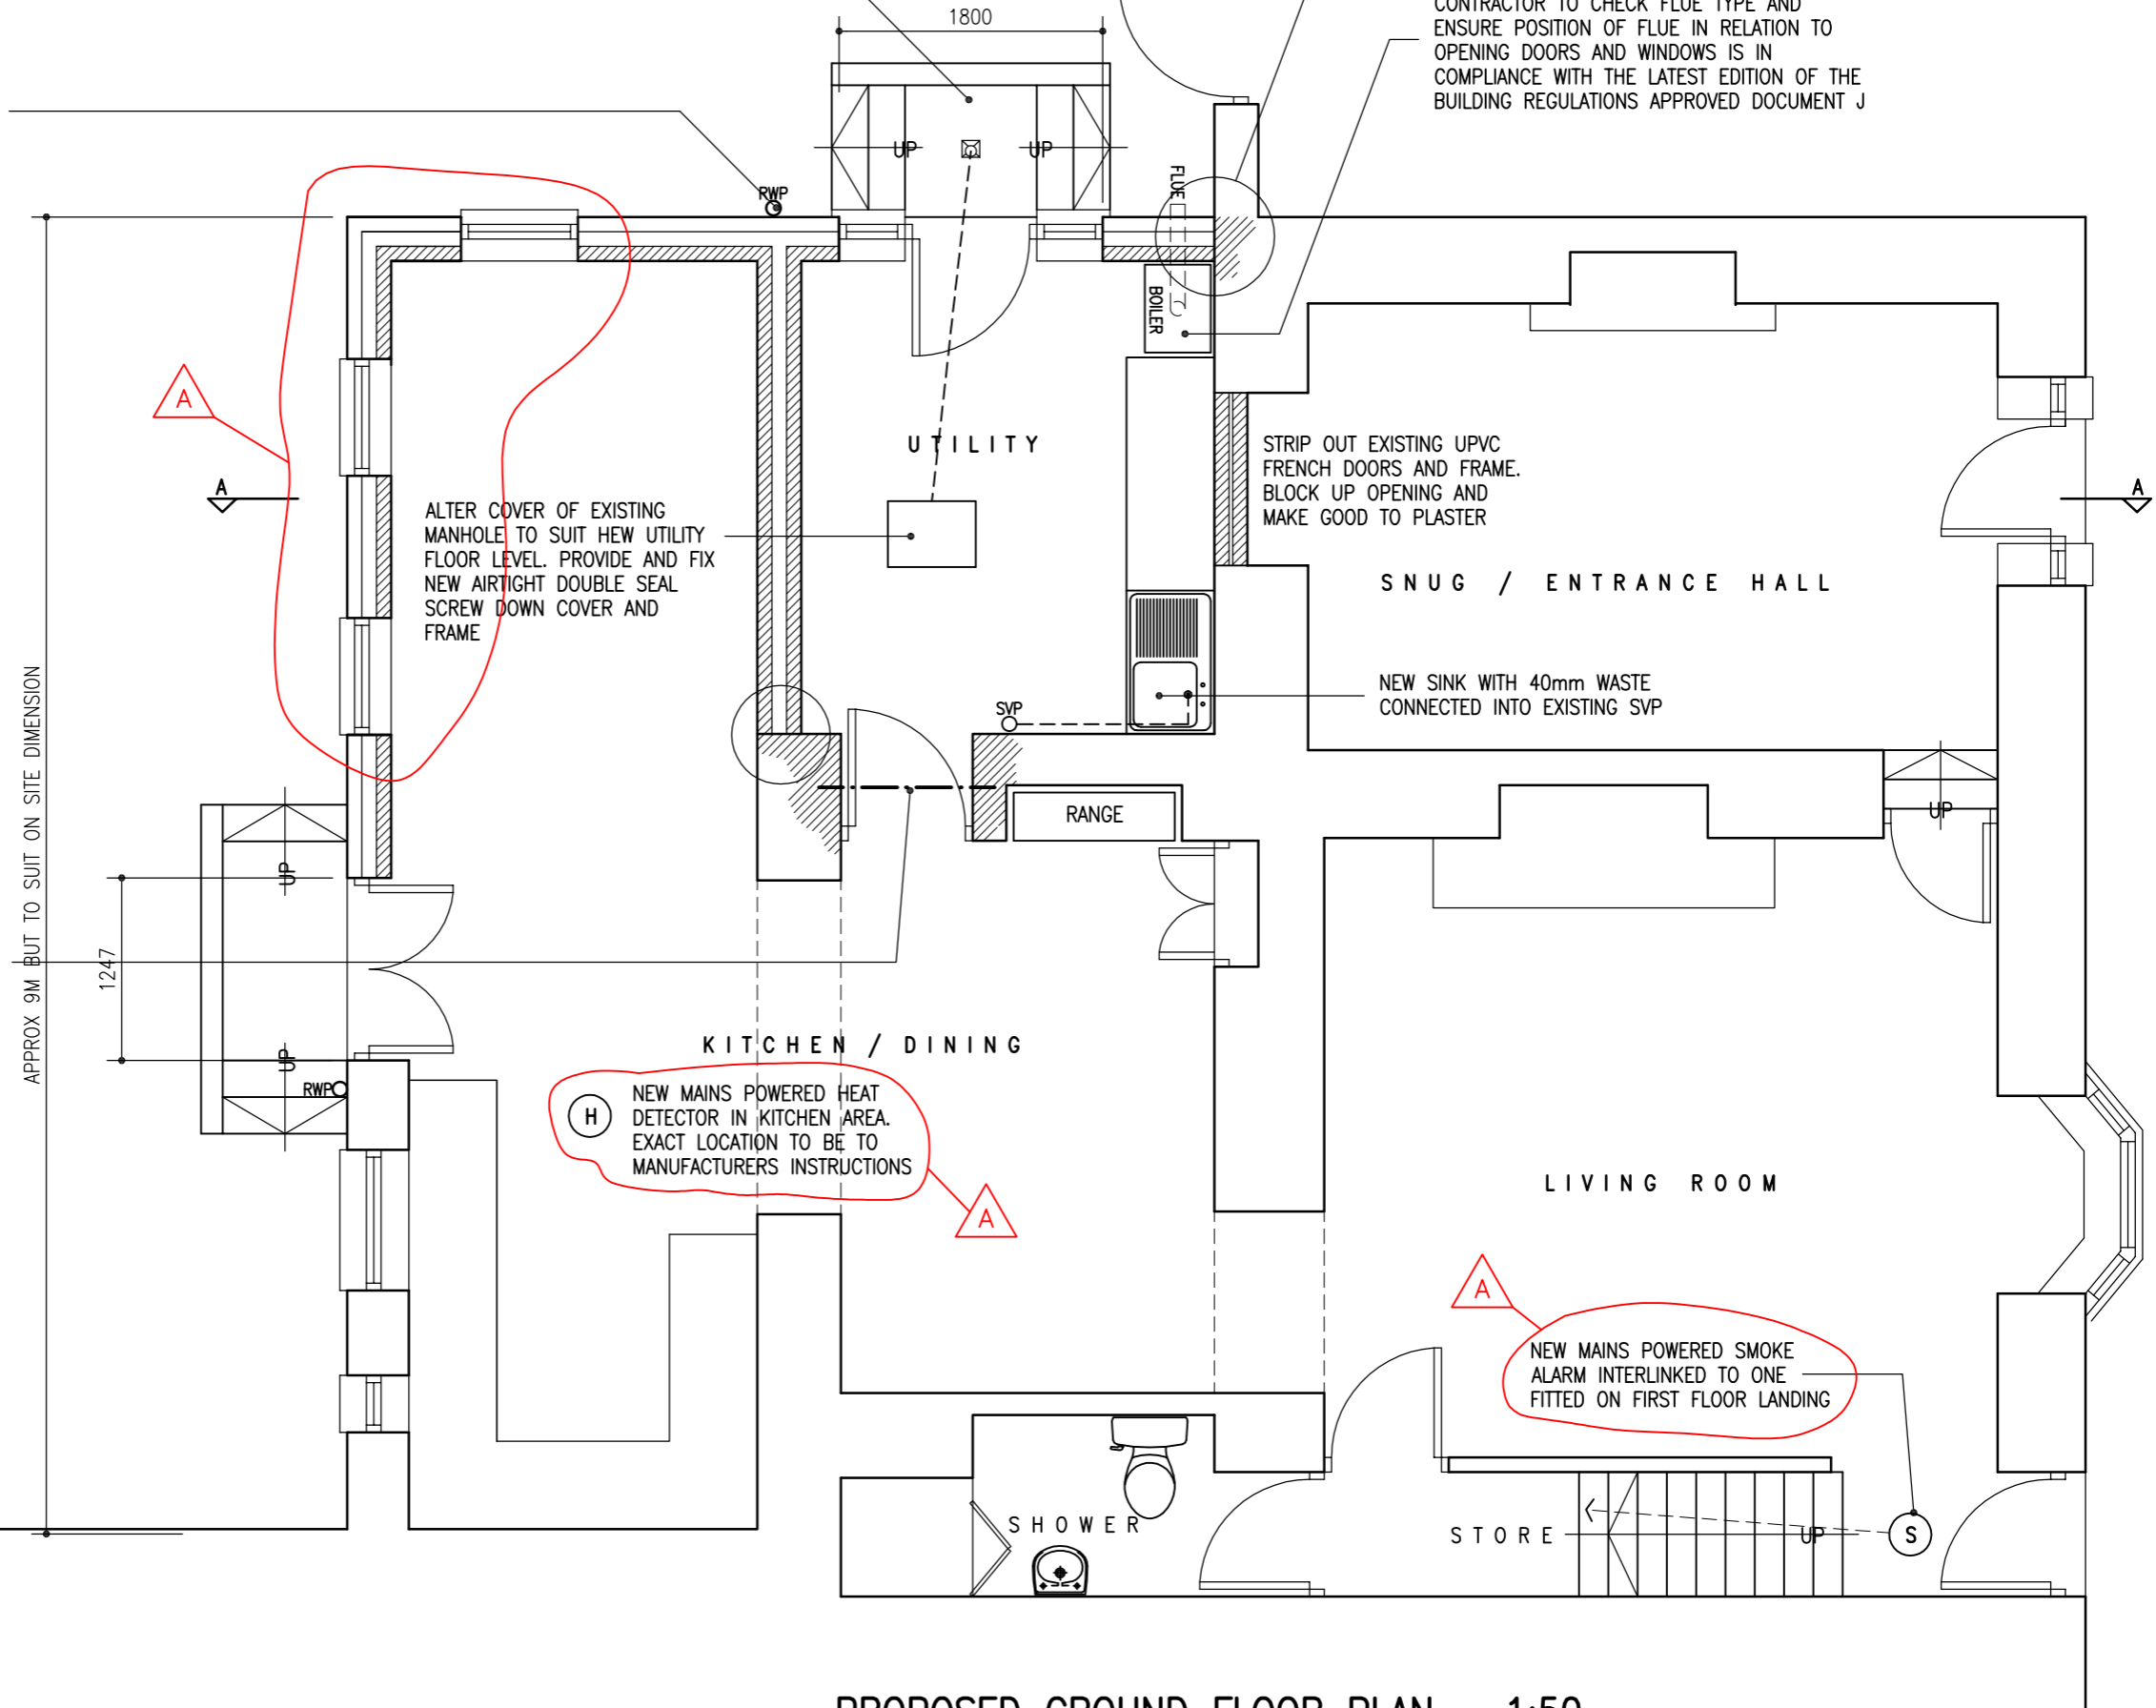 1800
CONTRACTOR TO CHECK FLUE TYPE AND
ENSURE POSITION OF FLUE IN RELATION TO
OPENING DOORS AND WINDOWS IS IN
COMPLIANCE WITH THE LATEST EDITION OF THE
BUILDING REGULATIONS APPROVED DOCUMENT J
UP
UP
FLUE
RWP
BOILER
A
UTILITY
STRIP OUT EXISTING UPVC
FRENCH DOORS AND FRAME.
BLOCK UP OPENING AND
MAKE GOOD TO PLASTER
A
A
ALTER COVER OF EXISTING
MANHOLE TO SUIT HEW UTILITY
FLOOR LEVEL. PROVIDE AND FIX
NEW AIRTIGHT DOUBLE SEAL
SCREW DOWN COVER AND
FRAME
SNUG / ENTRANCE HALL
NEW SINK WITH 40mm WASTE
CONNECTED INTO EXISTING SVP
SVP
RANGE
UP
APPROX 9M BUT TO SUIT ON SITE DIMENSION
UP
1247
UP
RWP
KITCHEN / DINING
H
NEW MAINS POWERED HEAT
DETECTOR IN KITCHEN AREA.
EXACT LOCATION TO BE TO
MANUFACTURERS INSTRUCTIONS
A
LIVING ROOM
A
NEW MAINS POWERED SMOKE
ALARM INTERLINKED TO ONE
FITTED ON FIRST FLOOR LANDING
SHOWER
STORE
UP
S
PROPOSED GROUND FLOOR PLAN 1:50